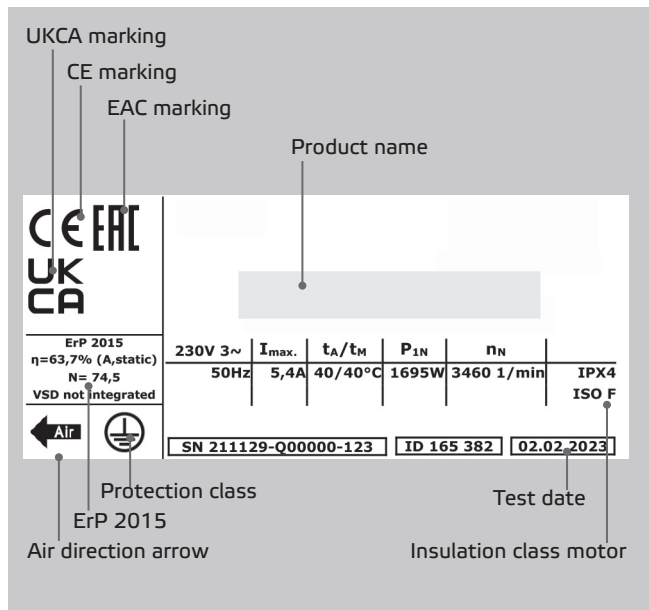 UKCA marking
CE marking
EAC marking
Product name
CE EAC
UK
CA
ErP 2015
η=63,7% (A,static)
N= 74,5
VSD not integrated
230V 3~ Imax. tA/tM P1N nN
50Hz 5,4A 40/40°C 1695W 3460 1/min IPX4
ISO F
Air
SN 211129-Q00000-123 ID 165 382 02.02.2023
Protection class
Test date
ErP 2015
Air direction arrow
Insulation class motor